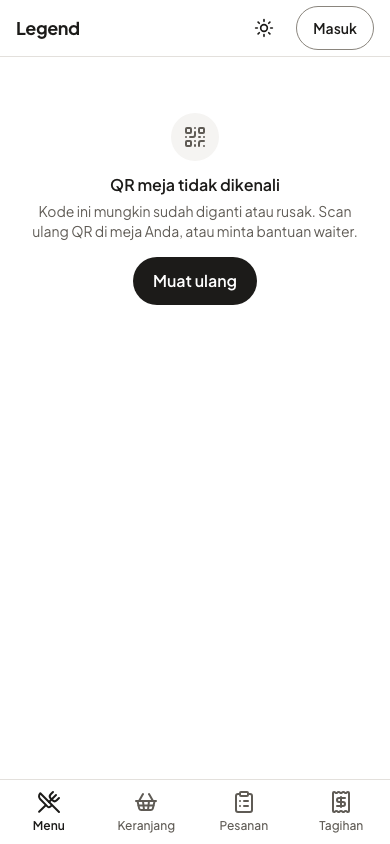 Legend
Masuk
QR meja tidak dikenali
Kode ini mungkin sudah diganti atau rusak. Scan
ulang QR di meja Anda, atau minta bantuan waiter.
Muat ulang
Menu
Keranjang
Pesanan
Tagihan